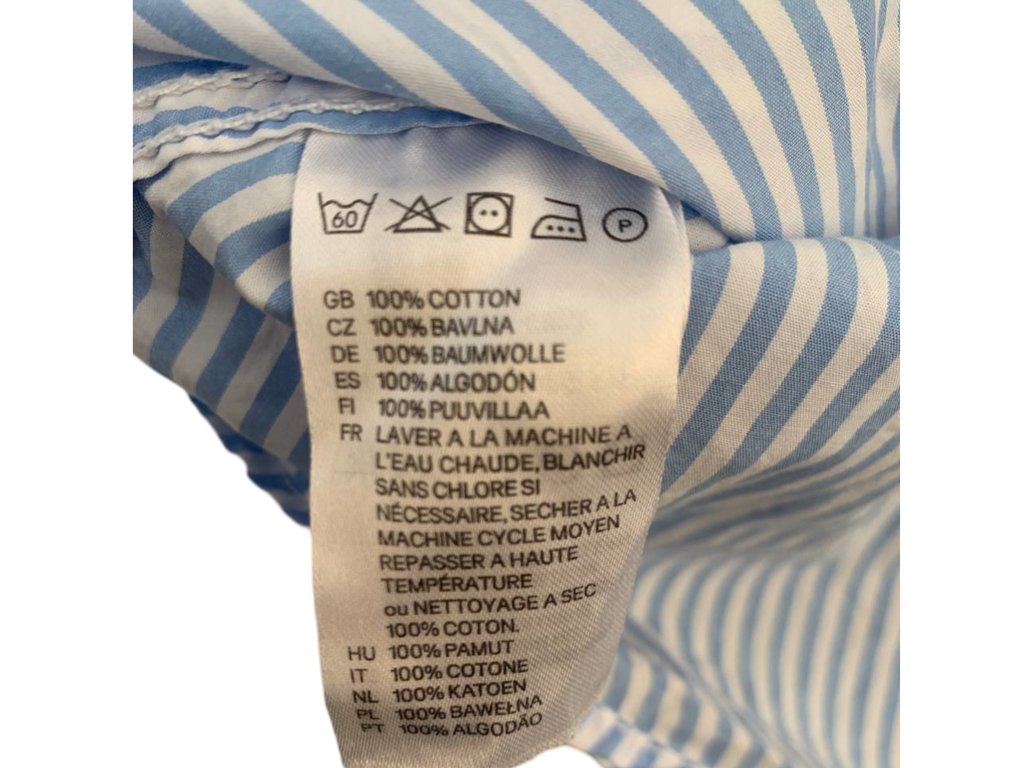 60 P
GB 100% COTTON
CZ 100% BAVLNA
DE 100% BAUMWOLLE
ES 100% ALGODÓN
FI 100% PUUVILLAA
FR LAVER A LA MACHINE A
L'EAU CHAUDE, BLANCHIR
SANS CHLORE SI
NÉCESSAIRE, SECHER A LA
MACHINE CYCLE MOYEN
REPASSER A HAUTE
TEMPÉRATURE
ou NETTOYAGE A SEC
100% COTON.
HU 100% PAMUT
IT 100% COTONE
NL 100% KATOEN
PL 100% BAWEŁNA
PT 100% ALGODÃO